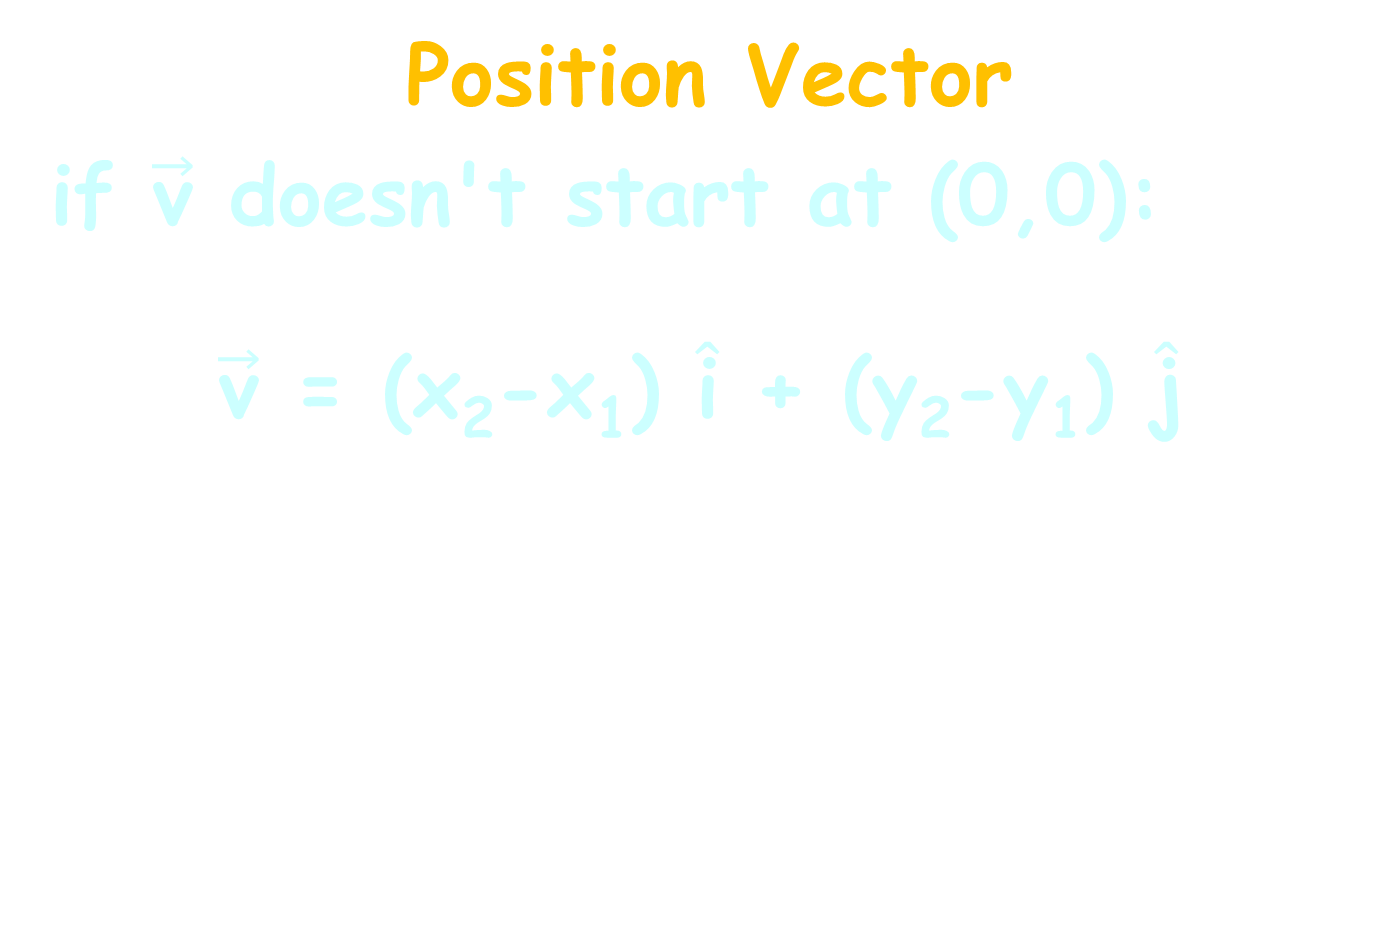 Position Vector
if v⃗ doesn't start at (0,0):
v⃗ = (x₂-x₁) î + (y₂-y₁) ĵ